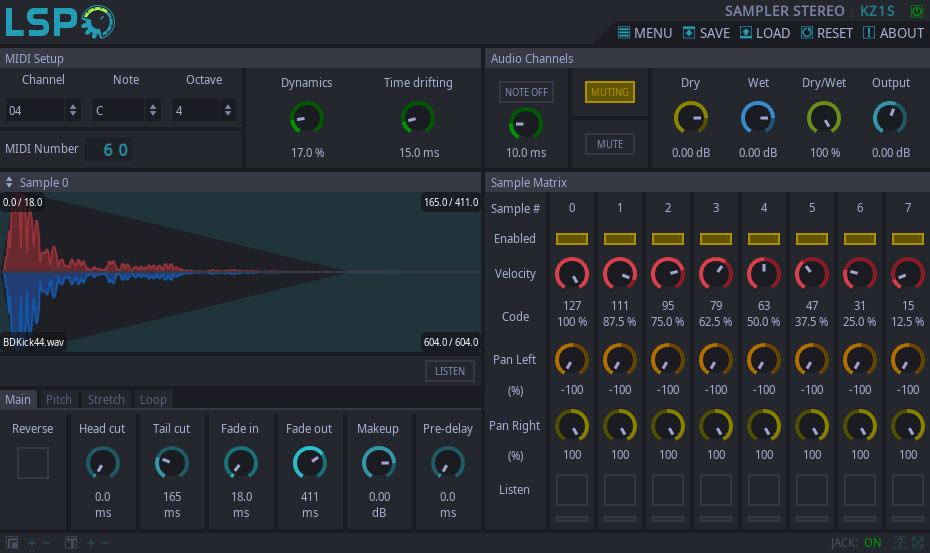 LSP
SAMPLER STEREO KZ1S
MENU SAVE LOAD RESET ABOUT
MIDI Setup
Channel Note Octave
04 C 4
MIDI Number 60
Dynamics Time drifting
17.0 % 15.0 ms
Audio Channels
NOTE OFF
10.0 ms
MUTING
MUTE
Dry Wet Dry/Wet Output
0.00 dB 0.00 dB 100 % 0.00 dB
Sample 0
0.0 / 18.0 165.0 / 411.0
BDKick44.wav 604.0 / 604.0
LISTEN
Main Pitch Stretch Loop
Reverse Head cut Tail cut Fade in Fade out Makeup Pre-delay
0.0 165 18.0 411 0.00 0.0
ms ms ms ms dB ms
Sample Matrix
Sample # 0 1 2 3 4 5 6 7
Enabled
Velocity
127 111 95 79 63 47 31 15
Code
100 % 87.5 % 75.0 % 62.5 % 50.0 % 37.5 % 25.0 % 12.5 %
Pan Left
(%) -100 -100 -100 -100 -100 -100 -100 -100
Pan Right
(%) 100 100 100 100 100 100 100 100
Listen
JACK: ON